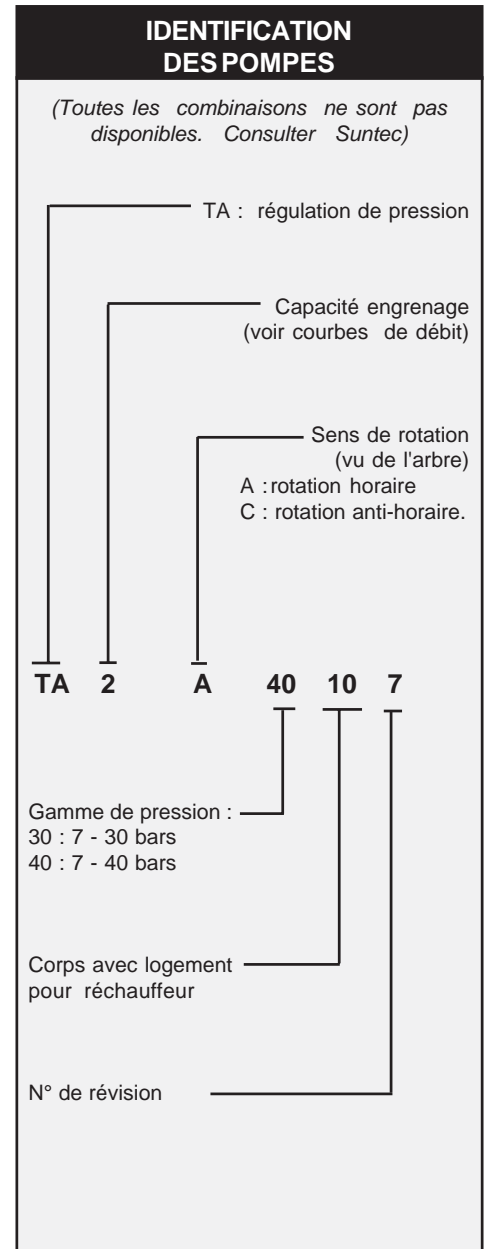 IDENTIFICATION
DES POMPES
(Toutes les combinaisons ne sont pas
disponibles. Consulter Suntec)
TA : régulation de pression
Capacité engrenage
(voir courbes de débit)
Sens de rotation
(vu de l'arbre)
A :rotation horaire
C : rotation anti-horaire.
TA 2 A 40 10 7
Gamme de pression :
30 : 7 - 30 bars
40 : 7 - 40 bars
Corps avec logement
pour réchauffeur
N° de révision